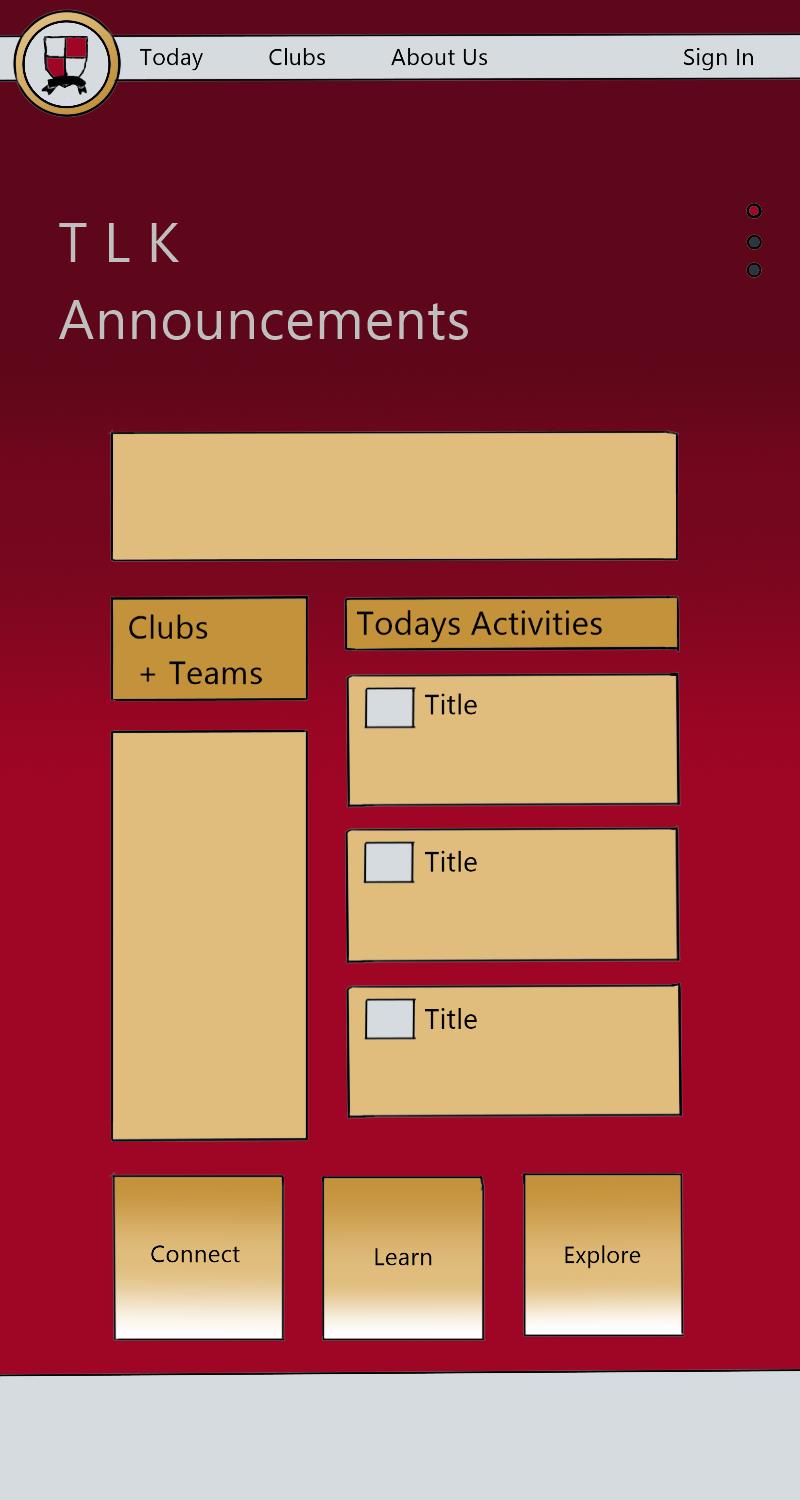 Today Clubs About Us Sign In
T L K
Announcements
Clubs
+ Teams
Todays Activities
Title
Title
Title
Connect Learn Explore